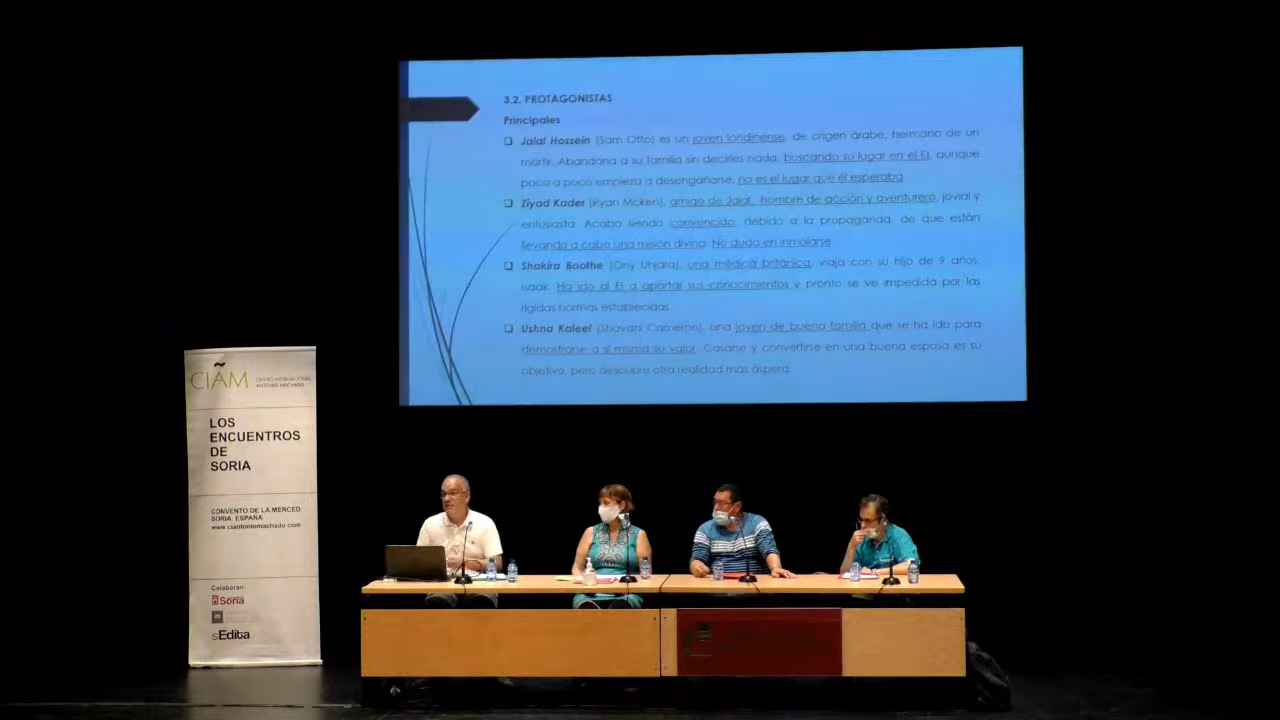 3.2. PROTAGONISTAS
Principales
❑ Jalal Hossein (Sam Otto) es un joven londinense, de origen árabe, hermano de un
mártir. Abandona a su familia sin decirles nada, buscando su lugar en el EI, aunque
poco a poco empieza a desengañarse, no es el lugar que él esperaba
❑ Ziyad Kader (Ryan Mcken), amigo de Jalal, hombre de acción y aventurero, jovial y
entusiasta. Acaba siendo convencido, debido a la propaganda, de que están
llevando a cabo una misión divina. No duda en inmolarse
❑ Shakira Boothe (Ony Uhiara), una médica británica, viaja con su hijo de 9 años,
Isaak. Ha ido al EI a aportar sus conocimientos y pronto se ve impedida por las
rígidas normas establecidas
❑ Ushna Kaleel (Shavani Cameron), una joven de buena familia que se ha ido para
demostrarse a sí misma su valor. Casarse y convertirse en una buena esposa es su
objetivo, pero descubre otra realidad más áspera.
CIAM CENTRO INTERNACIONAL
ANTONIO MACHADO
LOS
ENCUENTROS
DE
SORIA
CONVENTO DE LA MERCED
SORIA ESPAÑA
www.ciantoniomachado.com
Colaboran:
Soria
sEdita